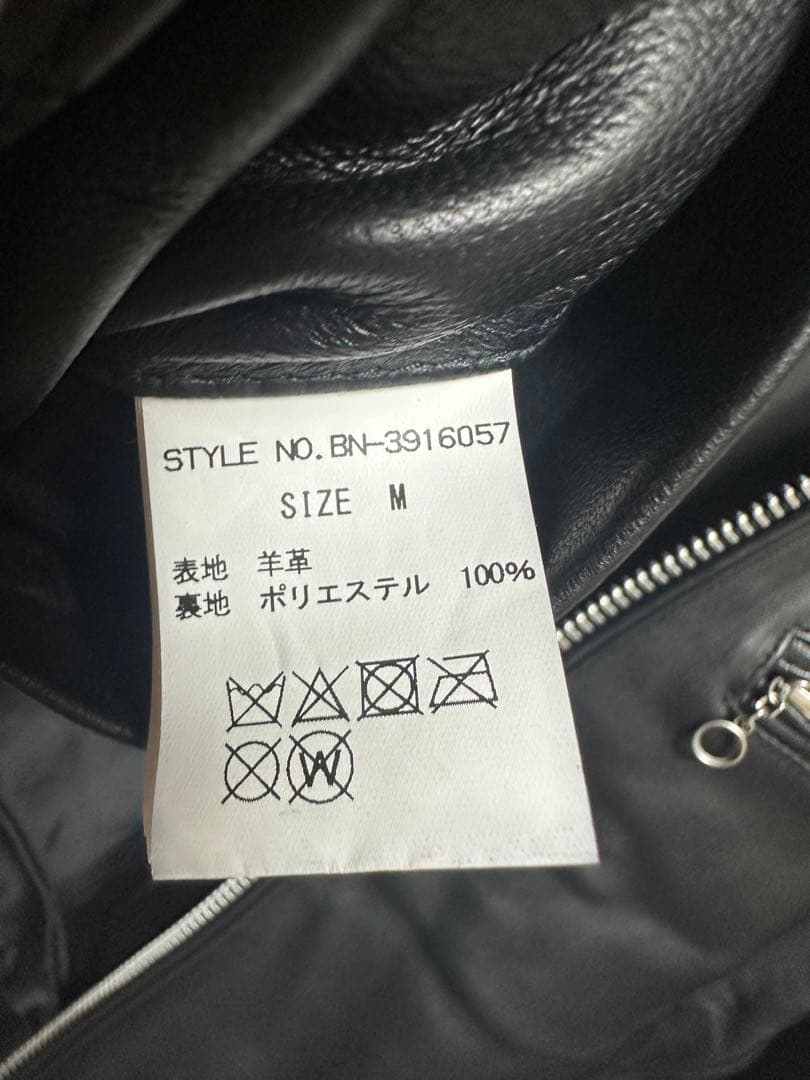 STYLE NO.BN-3916057
SIZE M
表地 羊革
裏地 ポリエステル 100%
W